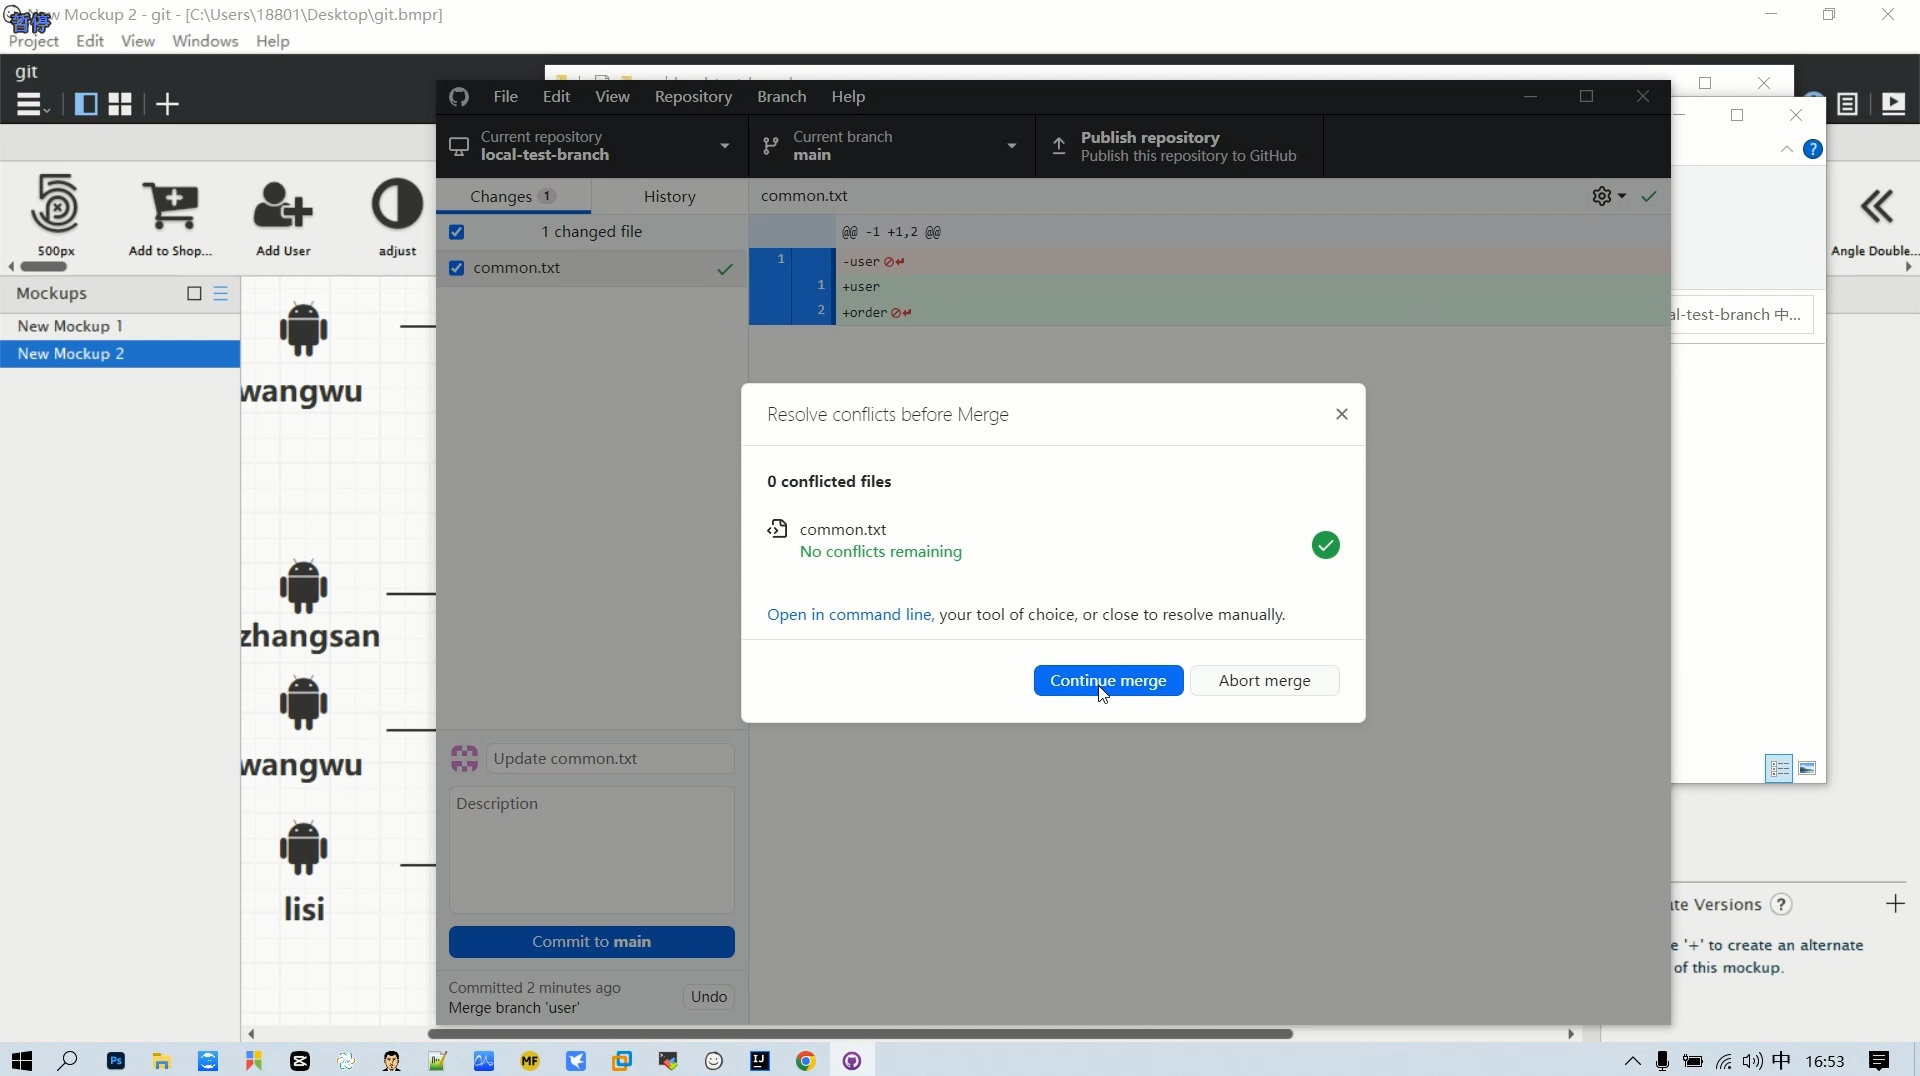 New Mockup 2 - git - [C:\Users\18801\Desktop\git.bmpr]
暂停
Project Edit View Windows Help
git
File Edit View Repository Branch Help
Current repository
local-test-branch
Current branch
main
Publish repository
Publish this repository to GitHub
500px
Add to Shop...
Add User
adjust
Angle Double...
Changes 1
History
common.txt
1 changed file
common.txt
@@ -1 +1,2 @@
1 -user
1 +user
2 +order
al-test-branch 中...
Mockups
New Mockup 1
New Mockup 2
wangwu
zhangsan
wangwu
lisi
Resolve conflicts before Merge
0 conflicted files
common.txt
No conflicts remaining
Open in command line, your tool of choice, or close to resolve manually.
Continue merge
Abort merge
Update common.txt
Description
Commit to main
Committed 2 minutes ago
Merge branch 'user'
Undo
te Versions ?
e '+' to create an alternate
of this mockup.
Ps
MF
IJ
中
16:53